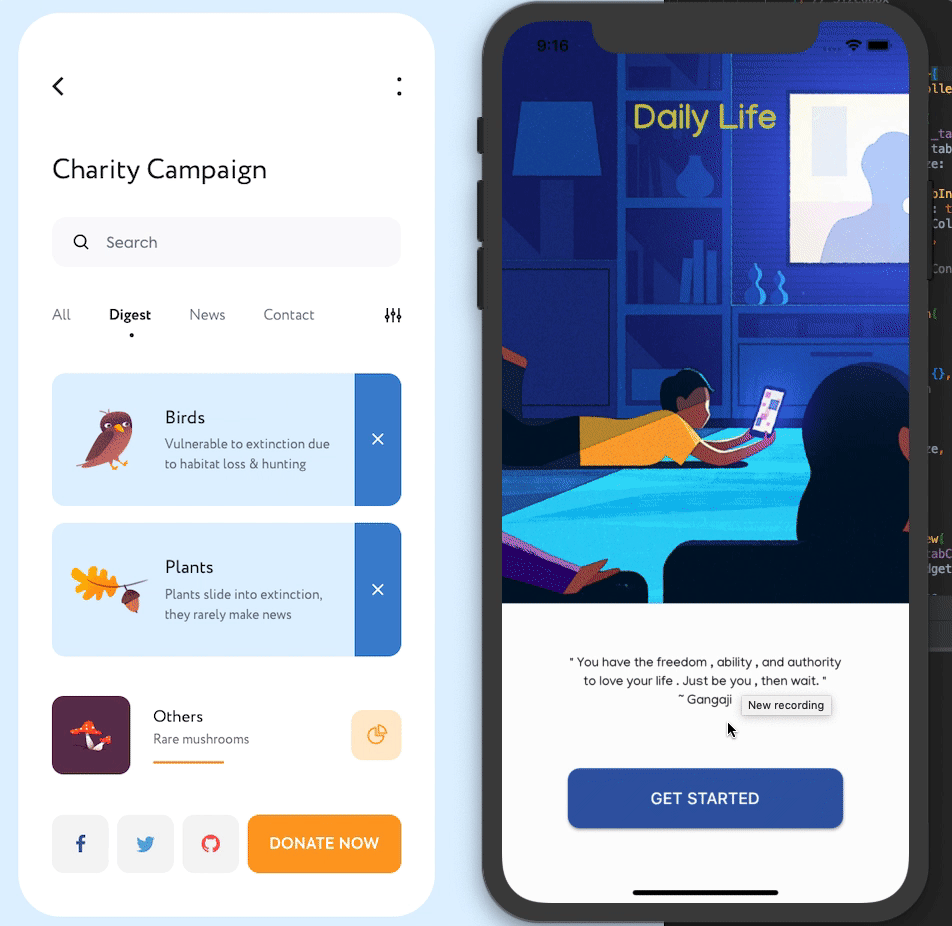 Charity Campaign
Search
All Digest News Contact
Birds
Vulnerable to extinction due
to habitat loss & hunting
Plants
Plants slide into extinction,
they rarely make news
Others
Rare mushrooms
DONATE NOW
9:16
Daily Life
" You have the freedom , ability , and authority
to love your life . Just be you , then wait. "
~ Gangaji
New recording
GET STARTED